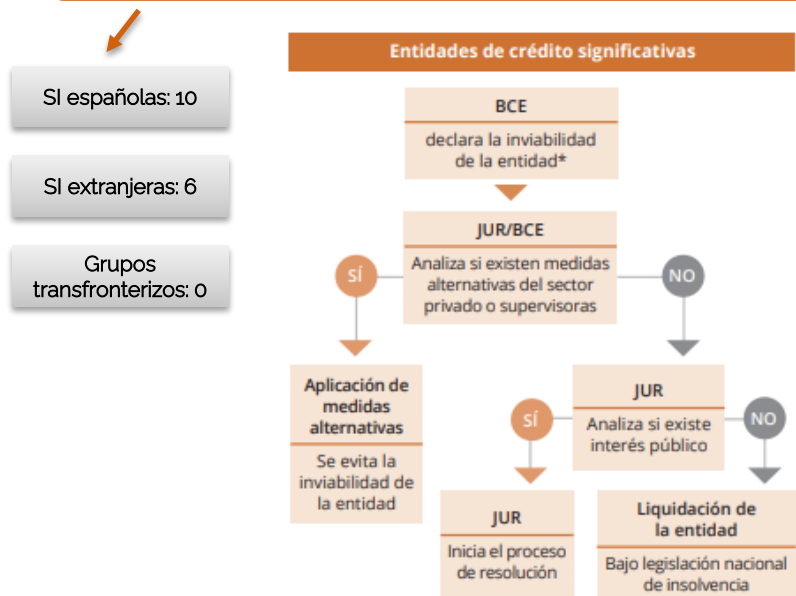 SI españolas: 10
SI extranjeras: 6
Grupos
transfronterizos: 0
Entidades de crédito significativas
BCE
declara la inviabilidad
de la entidad*
JUR/BCE
Analiza si existen medidas
alternativas del sector
privado o supervisoras
SÍ
NO
Aplicación de
medidas
alternativas
Se evita la
inviabilidad de
la entidad
JUR
Analiza si existe
interés público
SÍ
NO
JUR
Inicia el proceso
de resolución
Liquidación de
la entidad
Bajo legislación nacional
de insolvencia